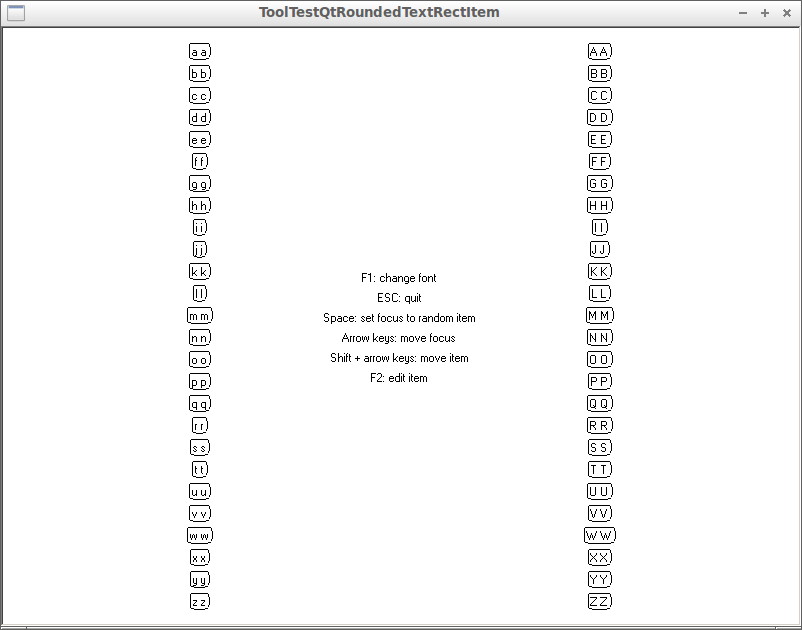 ToolTestQtRoundedTextRectItem
aa
bb
cc
dd
ee
ff
gg
hh
ii
jj
kk
ll
mm
nn
oo
pp
qq
rr
ss
tt
uu
vv
ww
xx
yy
zz
F1: change font
ESC: quit
Space: set focus to random item
Arrow keys: move focus
Shift + arrow keys: move item
F2: edit item
AA
BB
CC
DD
EE
FF
GG
HH
II
JJ
KK
LL
MM
NN
OO
PP
QQ
RR
SS
TT
UU
VV
WW
XX
YY
ZZ